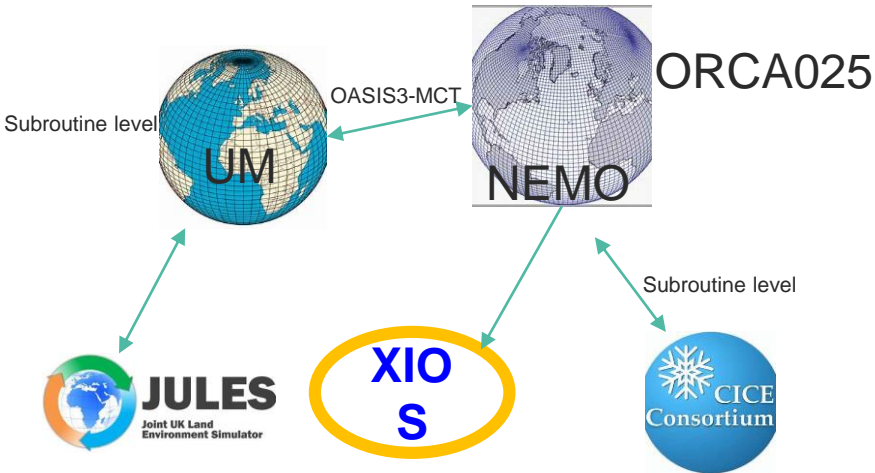 ORCA025
OASIS3-MCT
Subroutine level
UM
NEMO
Subroutine level
XIO
S
JULES
Joint UK Land
Environment Simulator
CICE
Consortium